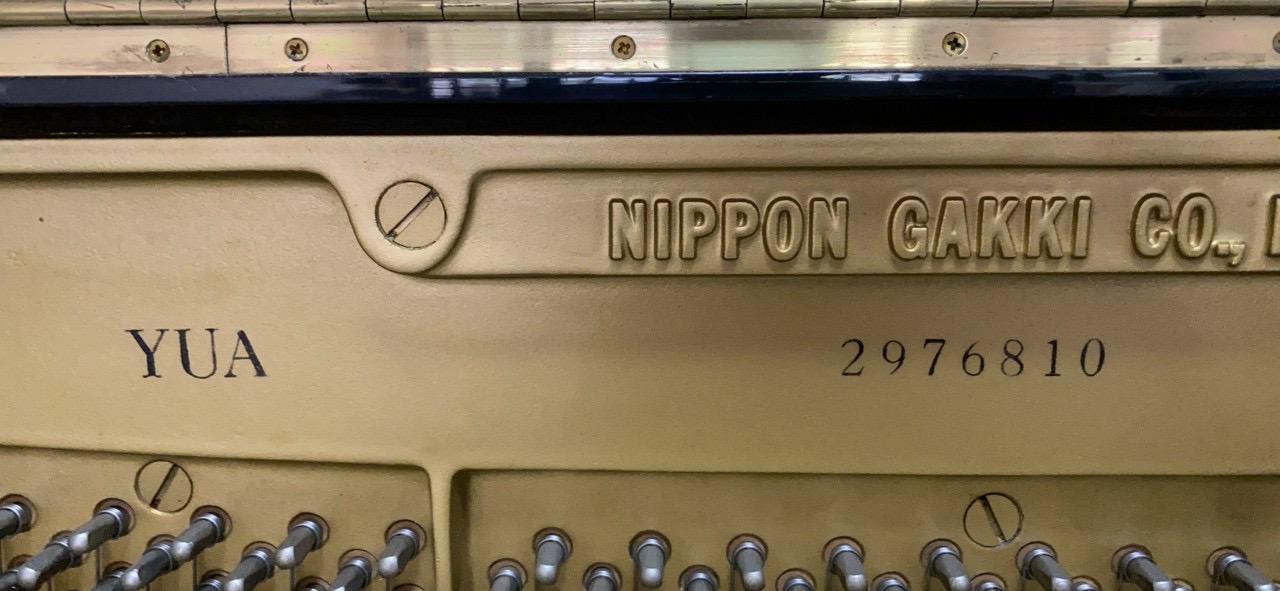 NIPPON GAKKI CO.,
YUA
2976810